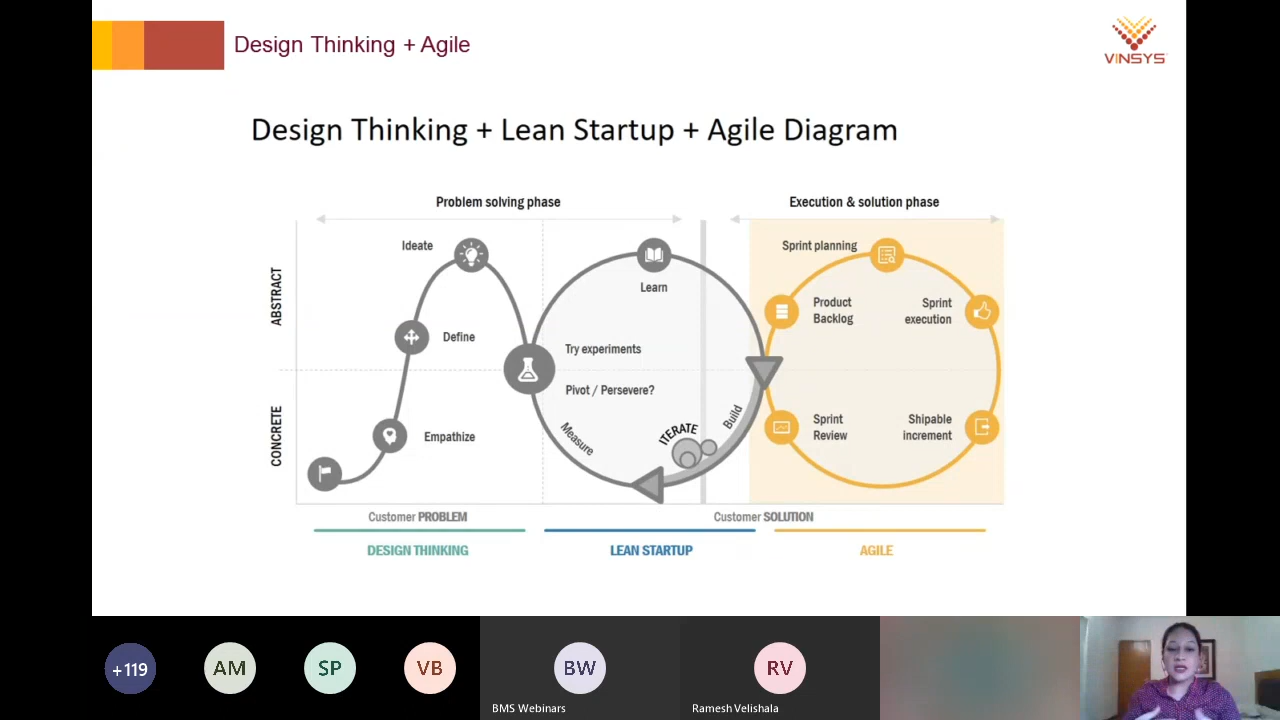 Design Thinking + Agile
VINSYS
Design Thinking + Lean Startup + Agile Diagram
Problem solving phase
Execution & solution phase
ABSTRACT
CONCRETE
Ideate
Define
Empathize
Learn
Try experiments
Pivot / Persevere?
Measure
ITERATE
Build
Sprint planning
Product
Backlog
Sprint
execution
Sprint
Review
Shipable
increment
Customer PROBLEM
Customer SOLUTION
DESIGN THINKING
LEAN STARTUP
AGILE
+119
AM
SP
VB
BW
BMS Webinars
RV
Ramesh Velishala